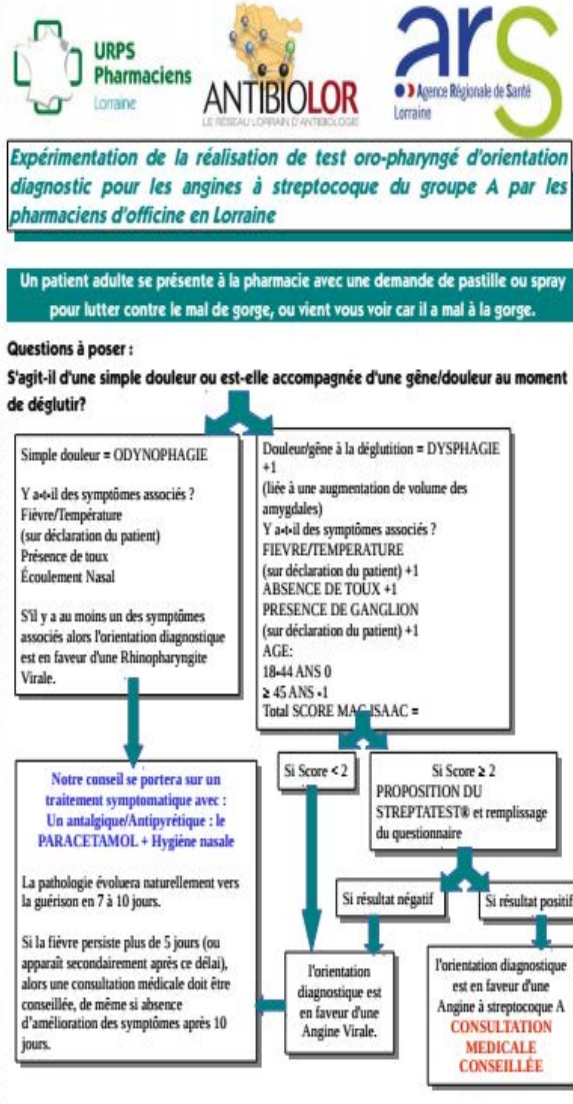 URPS
Pharmaciens
Lorraine
ANTIBIOLOR
LE RÉSEAU LORRAIN D'ANTIBIOLOGIE
ars
Agence Régionale de Santé
Lorraine
Expérimentation de la réalisation de test oro-pharyngé d'orientation
diagnostic pour les angines à streptocoque du groupe A par les
pharmaciens d'officine en Lorraine
Un patient adulte se présente à la pharmacie avec une demande de pastille ou spray
pour lutter contre le mal de gorge, ou vient vous voir car il a mal à la gorge.
Questions à poser :
S'agit-il d'une simple douleur ou est-elle accompagnée d'une gêne/douleur au moment
de déglutir?
Simple douleur = ODYNOPHAGIE
Y a-t-il des symptômes associés ?
Fièvre/Température
(sur déclaration du patient)
Présence de toux
Écoulement Nasal
S'il y a au moins un des symptômes
associés alors l'orientation diagnostique
est en faveur d'une Rhinopharyngite
Virale.
Douleur/gêne à la déglutition = DYSPHAGIE
+1
(liée à une augmentation de volume des
amygdales)
Y a-t-il des symptômes associés ?
FIEVRE/TEMPERATURE
(sur déclaration du patient) +1
ABSENCE DE TOUX +1
PRESENCE DE GANGLION
(sur déclaration du patient) +1
AGE:
18-44 ANS 0
≥ 45 ANS -1
Total SCORE MAC ISAAC =
Notre conseil se portera sur un
traitement symptomatique avec :
Un antalgique/Antipyrétique : le
PARACETAMOL + Hygiène nasale
La pathologie évoluera naturellement vers
la guérison en 7 à 10 jours.
Si la fièvre persiste plus de 5 jours (ou
apparaît secondairement après ce délai),
alors une consultation médicale doit être
conseillée, de même si absence
d'amélioration des symptômes après 10
jours.
Si Score < 2
Si Score ≥ 2
PROPOSITION DU
STREPTATEST® et remplissage
du questionnaire
Si résultat négatif
Si résultat positif
l'orientation
diagnostique est
en faveur d'une
Angine Virale.
l'orientation diagnostique
est en faveur d'une
Angine à streptocoque A
CONSULTATION
MEDICALE
CONSEILLÉE